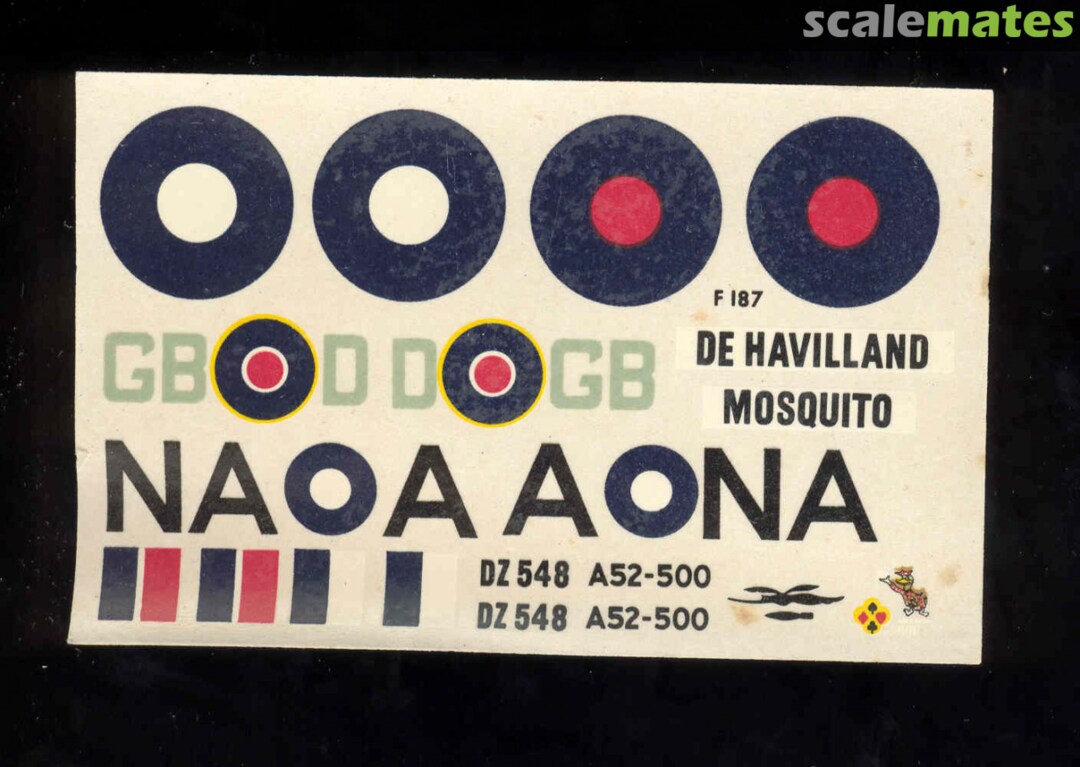 scalemates
F 187
GB D D GB
DE HAVILLAND
MOSQUITO
NA A A NA
DZ 548 A52-500
DZ 548 A52-500